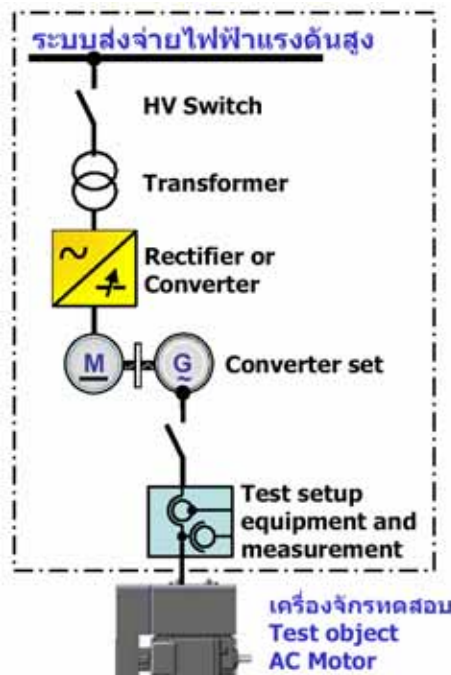 ระบบส่งจ่ายไฟฟ้าแรงดันสูง
HV Switch
Transformer
Rectifier or
Converter
M
G
Converter set
Test setup
equipment and
measurement
เครื่องจักรทดสอบ
Test object
AC Motor